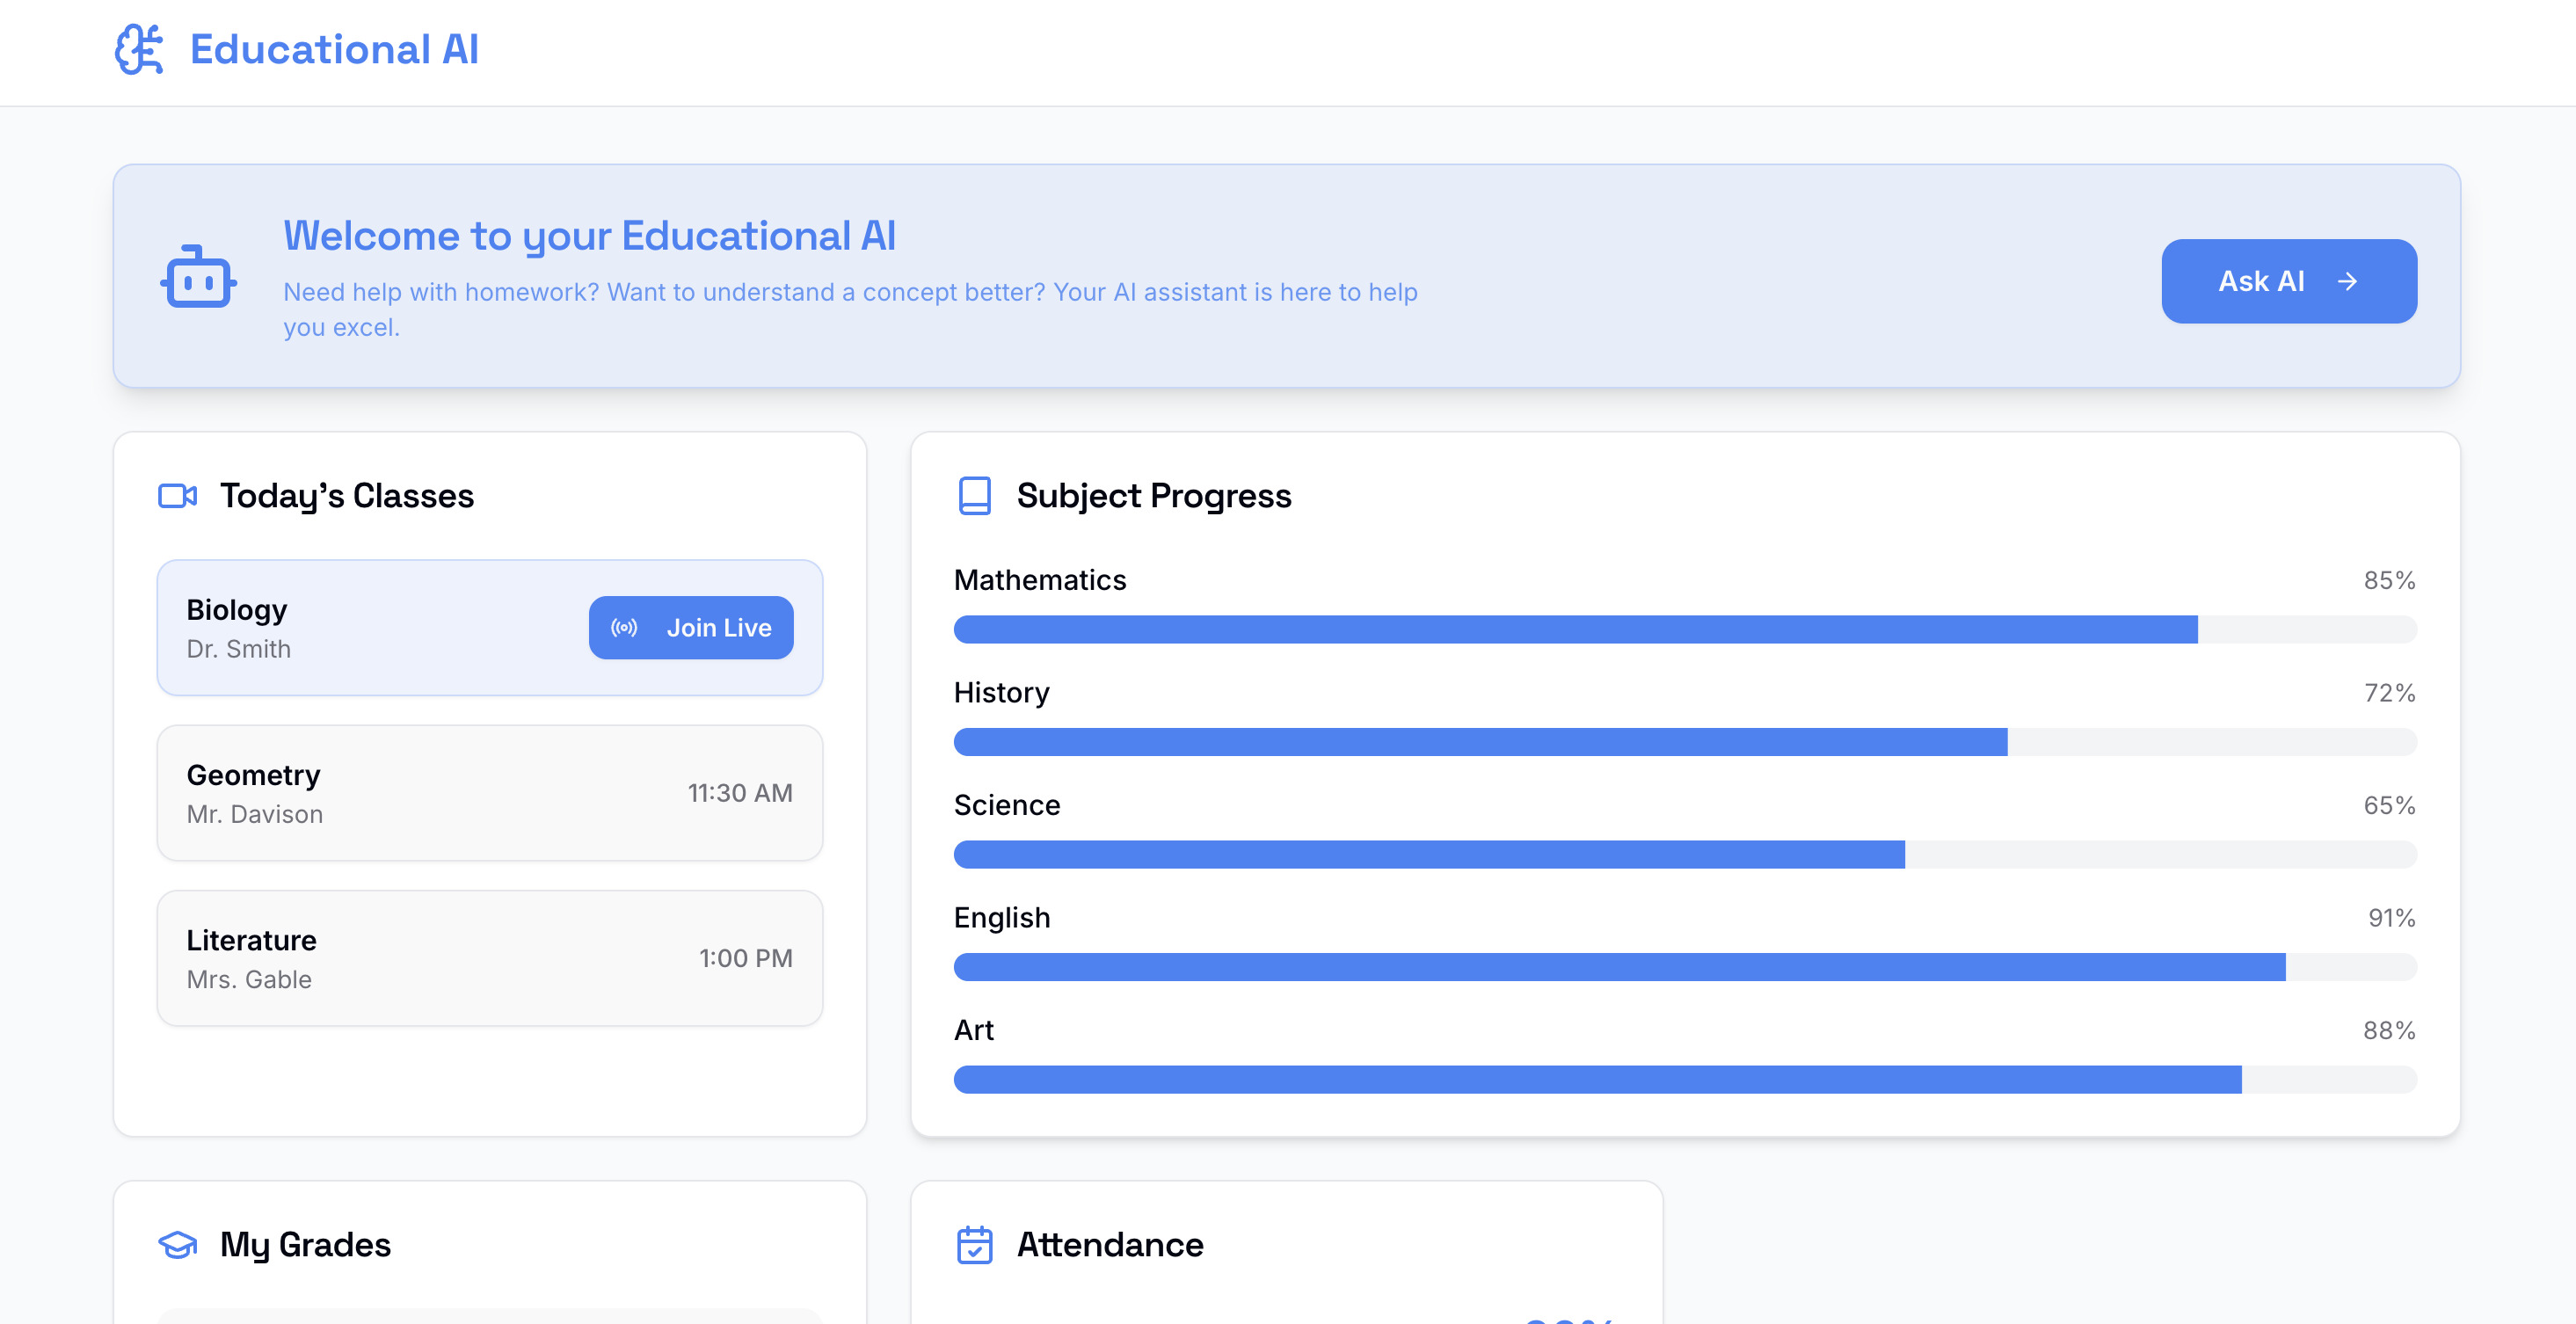 Educational AI
Welcome to your Educational AI
Need help with homework? Want to understand a concept better? Your AI assistant is here to help
you excel.
Ask AI
Today's Classes
Biology
Dr. Smith
Join Live
Geometry
Mr. Davison
11:30 AM
Literature
Mrs. Gable
1:00 PM
Subject Progress
Mathematics
85%
History
72%
Science
65%
English
91%
Art
88%
My Grades
Attendance